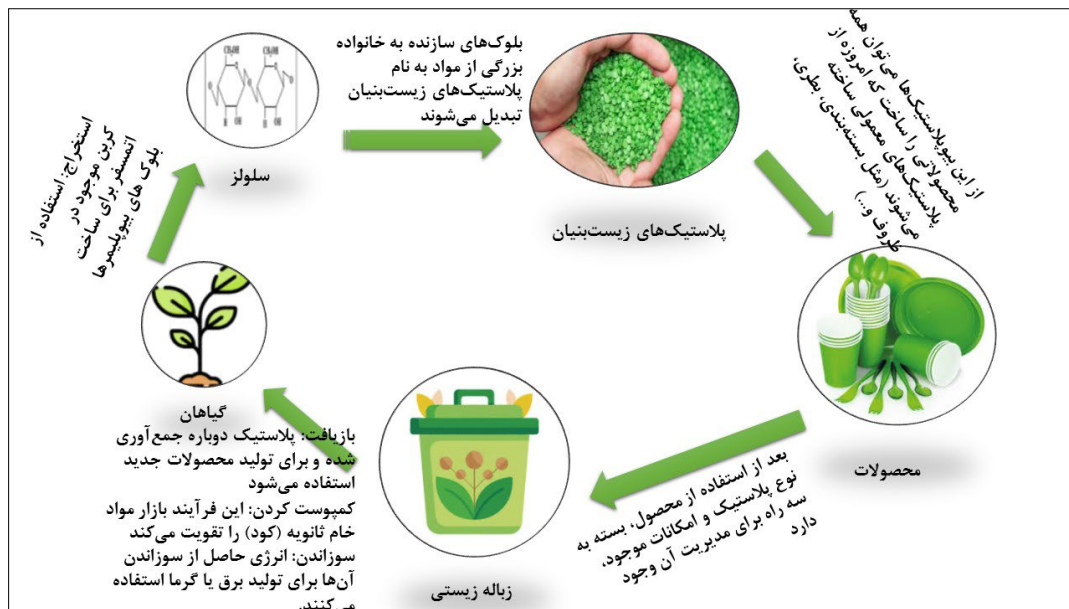 بلوک‌های سازنده به خانواده
بزرگی از مواد به نام
پلاستیک‌های زیست‌بنیان
تبدیل می‌شوند
سلولز
پلاستیک‌های زیست‌بنیان
از این بیوپلاستیک‌ها می‌توان همه
محصولاتی را ساخت که امروزه از
پلاستیک‌های معمولی ساخته
می‌شوند (مثل بسته‌بندی، بطری،
ظروف و...)
محصولات
بعد از استفاده از محصول، بسته به
نوع پلاستیک و امکانات موجود،
سه راه برای مدیریت آن وجود
دارد
زباله زیستی
بازیافت: پلاستیک دوباره جمع‌آوری
شده و برای تولید محصولات جدید
استفاده می‌شود
کمپوست کردن: این فرآیند بازار مواد
خام ثانویه (کود) را تقویت می‌کند
سوزاندن: انرژی حاصل از سوزاندن
آن‌ها برای تولید برق یا گرما استفاده
می‌کنند.
گیاهان
استخراج: استفاده از
کربن موجود در
اتمسفر برای ساخت
بلوک های بیوپلیمرها